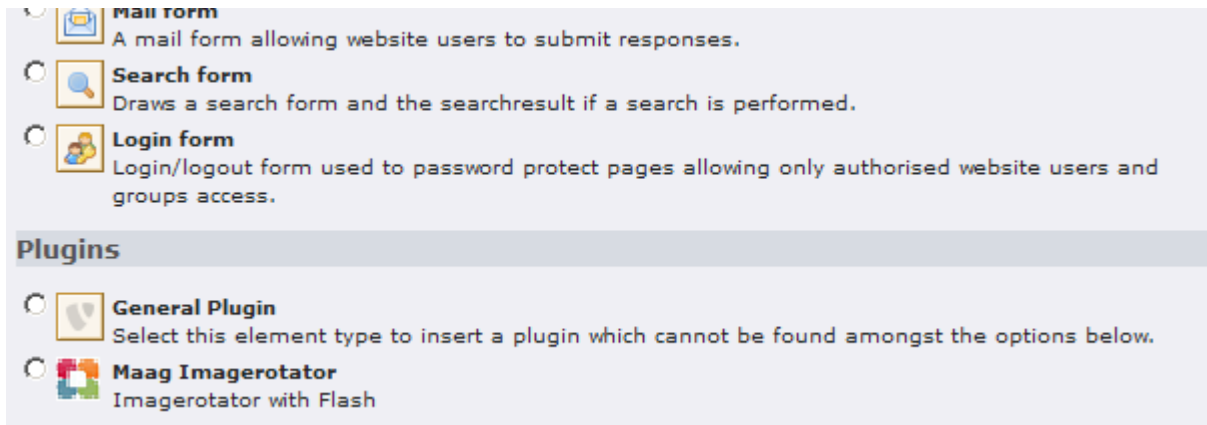 Mail form
A mail form allowing website users to submit responses.
Search form
Draws a search form and the searchresult if a search is performed.
Login form
Login/logout form used to password protect pages allowing only authorised website users and
groups access.
Plugins
General Plugin
Select this element type to insert a plugin which cannot be found amongst the options below.
Maag Imagerotator
Imagerotator with Flash